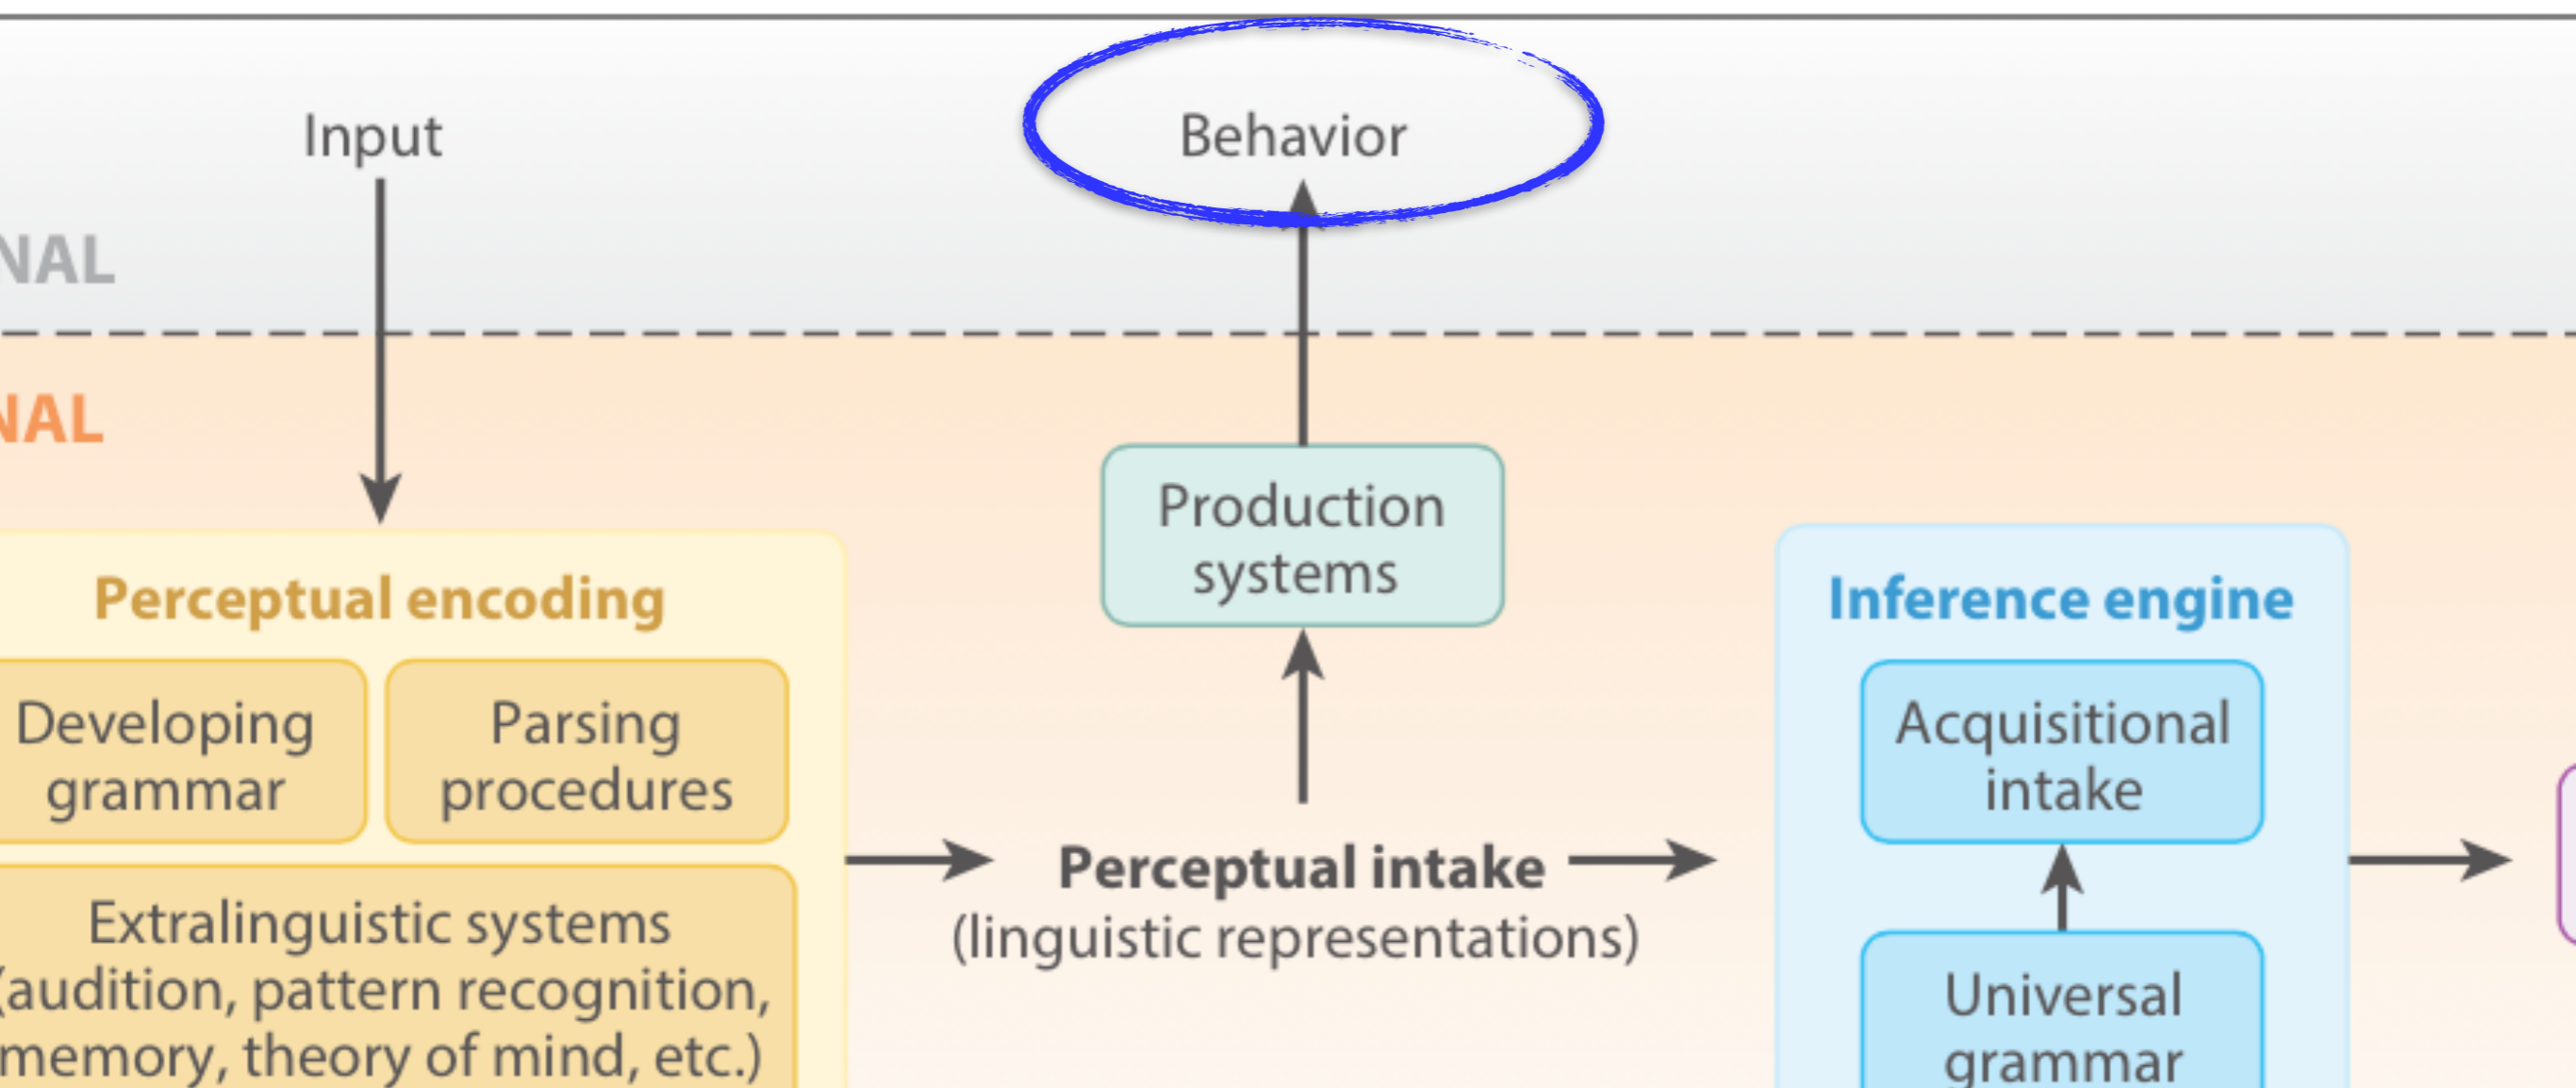 Input
Behavior
NAL
NAL
Production
systems
Perceptual encoding
Inference engine
Developing
grammar
Parsing
procedures
Acquisitional
intake
Perceptual intake
(linguistic representations)
Extralinguistic systems
(audition, pattern recognition,
memory, theory of mind, etc.)
Universal
grammar